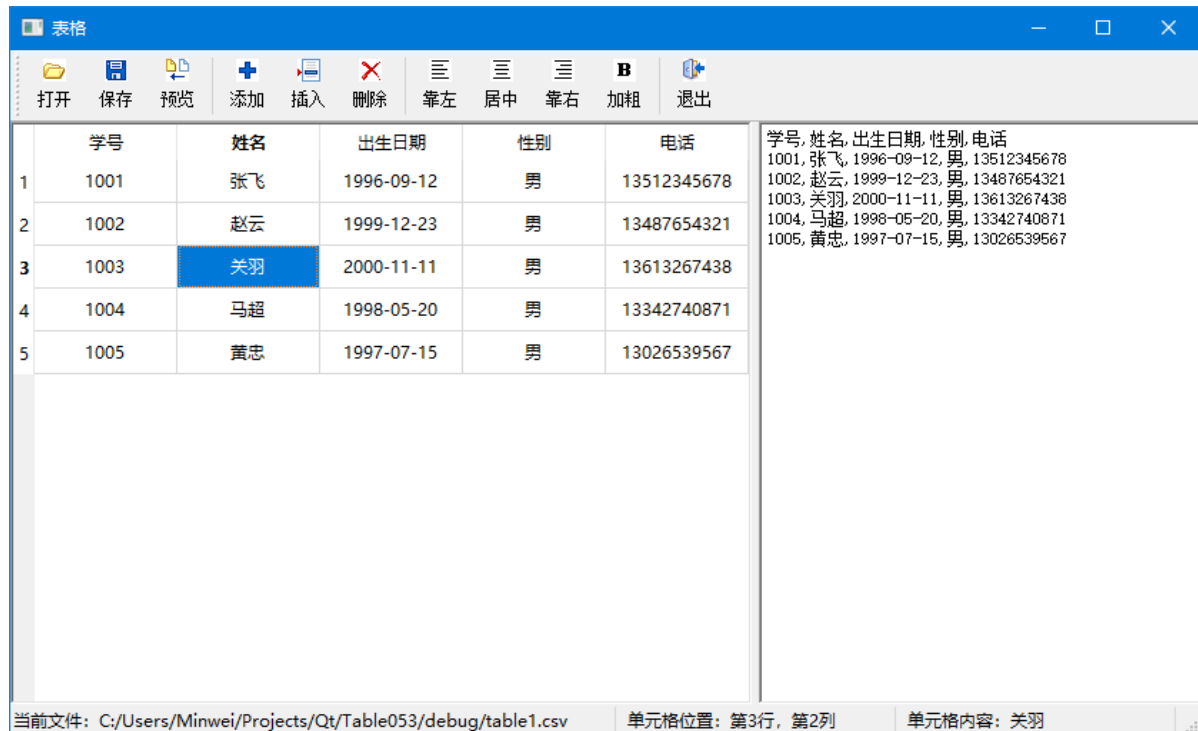 表格
打开 保存 预览 添加 插入 删除 靠左 居中 靠右 B 加粗 退出
学号 姓名 出生日期 性别 电话
1 1001 张飞 1996-09-12 男 13512345678
2 1002 赵云 1999-12-23 男 13487654321
3 1003 关羽 2000-11-11 男 13613267438
4 1004 马超 1998-05-20 男 13342740871
5 1005 黄忠 1997-07-15 男 13026539567
学号,姓名,出生日期,性别,电话
1001,张飞,1996-09-12,男,13512345678
1002,赵云,1999-12-23,男,13487654321
1003,关羽,2000-11-11,男,13613267438
1004,马超,1998-05-20,男,13342740871
1005,黄忠,1997-07-15,男,13026539567
当前文件：C:/Users/Minwei/Projects/Qt/Table053/debug/table1.csv 单元格位置：第3行，第2列 单元格内容：关羽